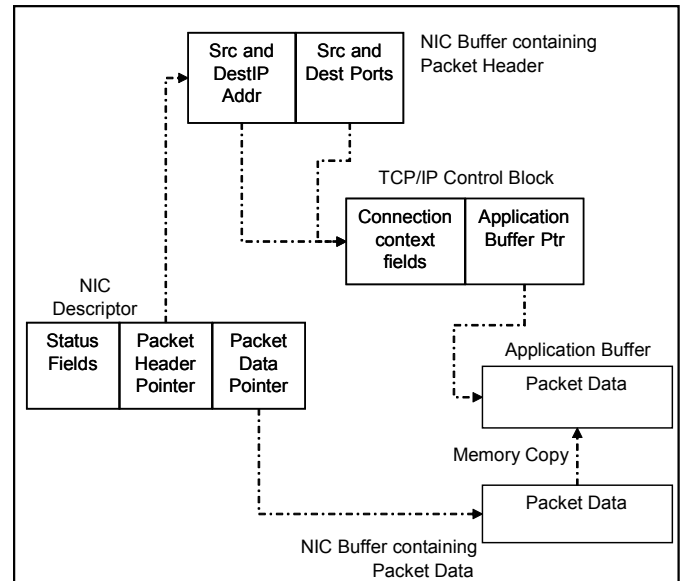 Src and
DestIP
Addr
Src and
Dest Ports
NIC Buffer containing
Packet Header
TCP/IP Control Block
Connection
context
fields
Application
Buffer Ptr
NIC
Descriptor
Status
Fields
Packet
Header
Pointer
Packet
Data
Pointer
Application Buffer
Packet Data
Memory Copy
Packet Data
NIC Buffer containing
Packet Data